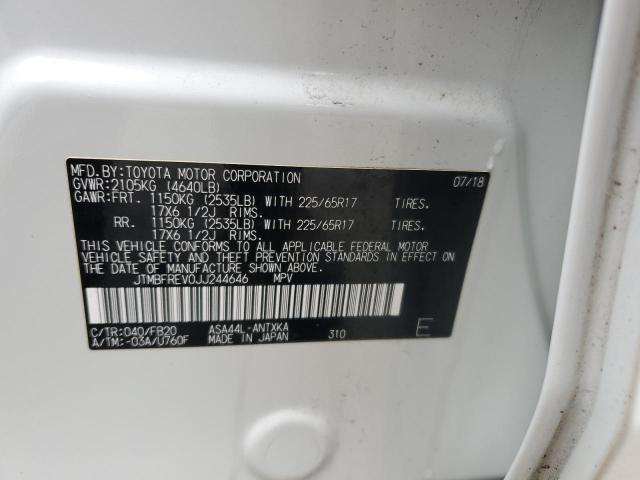 MFD.BY:TOYOTA MOTOR CORPORATION 07/18
GVWR:2105KG (4640LB)
GAWR:FRT. 1150KG (2535LB) WITH 225/65R17 TIRES.
17X6 1/2J RIMS.
RR. 1150KG (2535LB) WITH 225/65R17 TIRES.
17X6 1/2J RIMS.
THIS VEHICLE CONFORMS TO ALL APPLICABLE FEDERAL MOTOR
VEHICLE SAFETY AND THEFT PREVENTION STANDARDS IN EFFECT ON
THE DATE OF MANUFACTURE SHOWN ABOVE.
JTMBFREV0JJ244646 MPV
C/TR:040/FB20 ASA44L-ANTXKA
A/TM:-03A/U760F MADE IN JAPAN 310 E